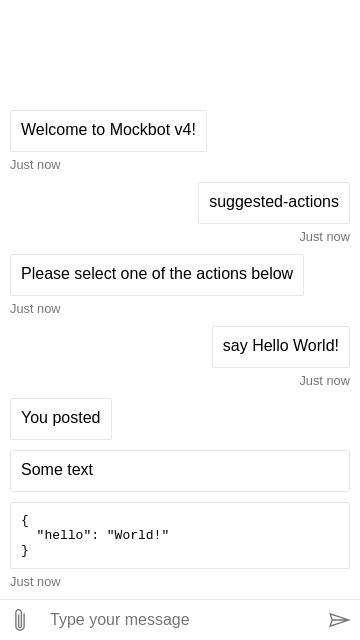 Welcome to Mockbot v4!
Just now
suggested-actions
Just now
Please select one of the actions below
Just now
say Hello World!
Just now
You posted
Some text
{
  "hello": "World!"
}
Just now
Type your message